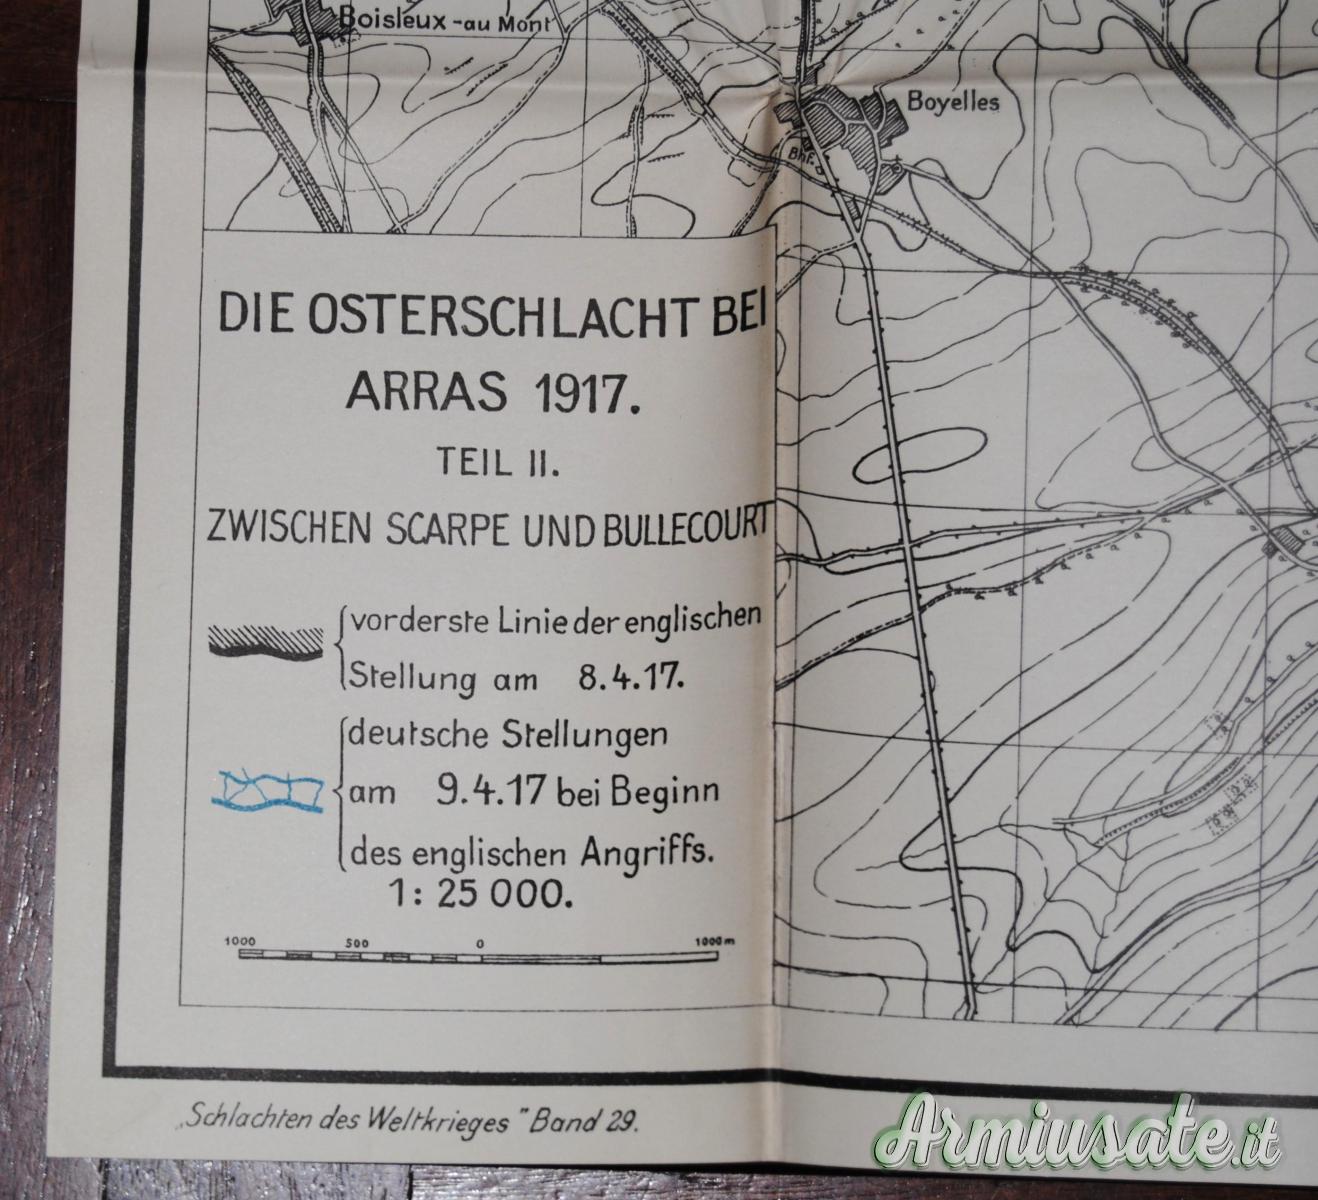 Boisleux-au Mont
Boyelles
Bhf.
DIE OSTERSCHLACHT BEI
ARRAS 1917.
TEIL II.
ZWISCHEN SCARPE UND BULLECOURT
vorderste Linie der englischen
Stellung am 8.4.17.
deutsche Stellungen
am 9.4.17 bei Beginn
des englischen Angriffs.
1: 25 000.
1000 500 0 1000 m
„Schlachten des Weltkrieges" Band 29.
Armiusate.it